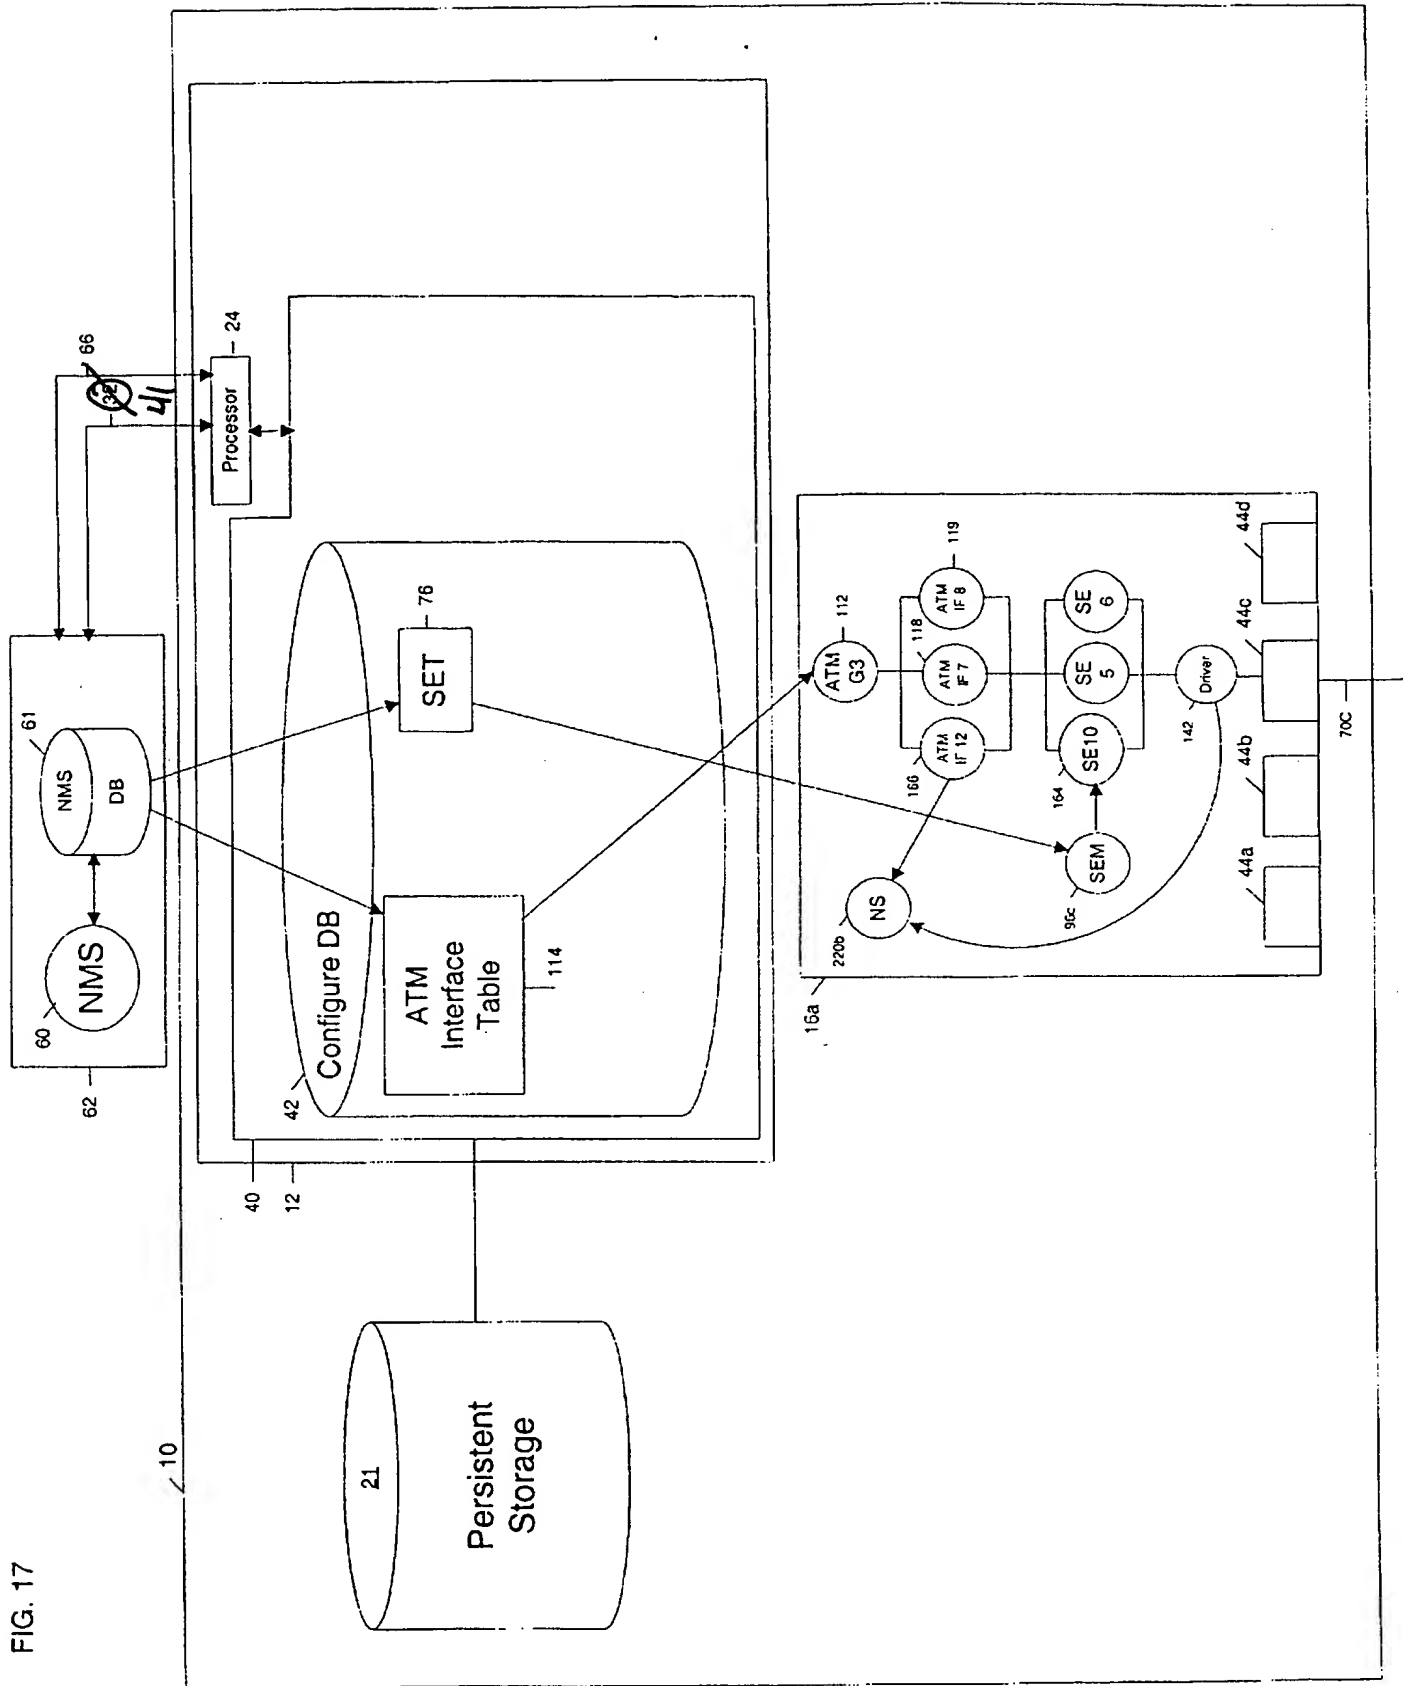 FIG. 17
62
60
NMS
61
NMS
DB
66
32
41
10
12
40
24
Processor
42
Configure DB
76
SET
ATM
Interface
Table
114
21
Persistent
Storage
16a
112
ATM
G3
119
ATM
IF 8
118
ATM
IF 7
166
ATM
IF 12
220b
NS
SE
6
SE
5
164
SE10
96c
SEM
142
Driver
44a
44b
44c
44d
70C